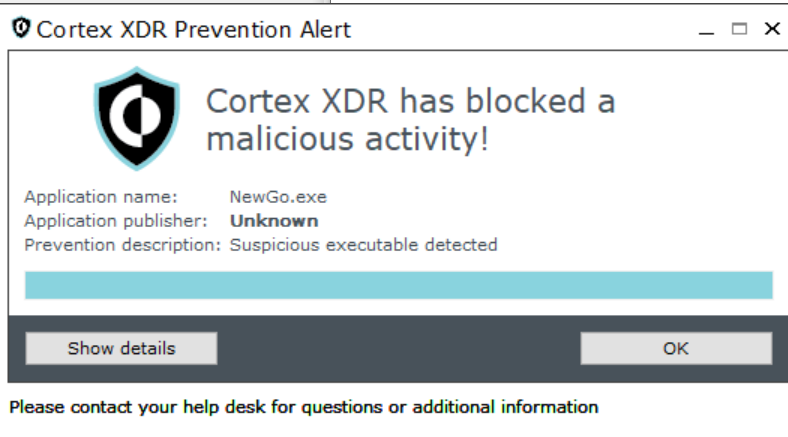 Cortex XDR Prevention Alert
Cortex XDR has blocked a
malicious activity!
Application name: NewGo.exe
Application publisher: Unknown
Prevention description: Suspicious executable detected
Show details
OK
Please contact your help desk for questions or additional information